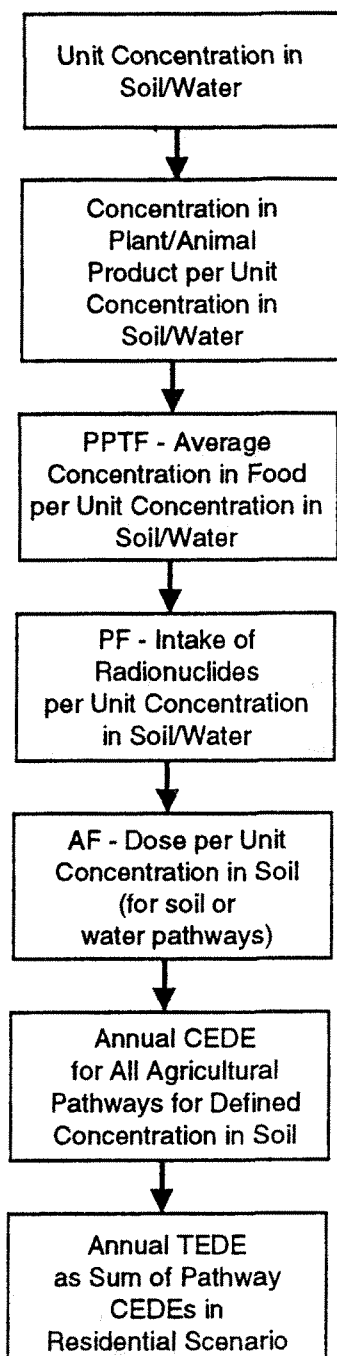 Unit Concentration in
Soil/Water
Concentration in
Plant/Animal
Product per Unit
Concentration in
Soil/Water
PPTF - Average
Concentration in Food
per Unit Concentration in
Soil/Water
PF - Intake of
Radionuclides
per Unit Concentration
in Soil/Water
AF - Dose per Unit
Concentration in Soil
(for soil or
water pathways)
Annual CEDE
for All Agricultural
Pathways for Defined
Concentration in Soil
Annual TEDE
as Sum of Pathway
CEDEs in
Residential Scenario